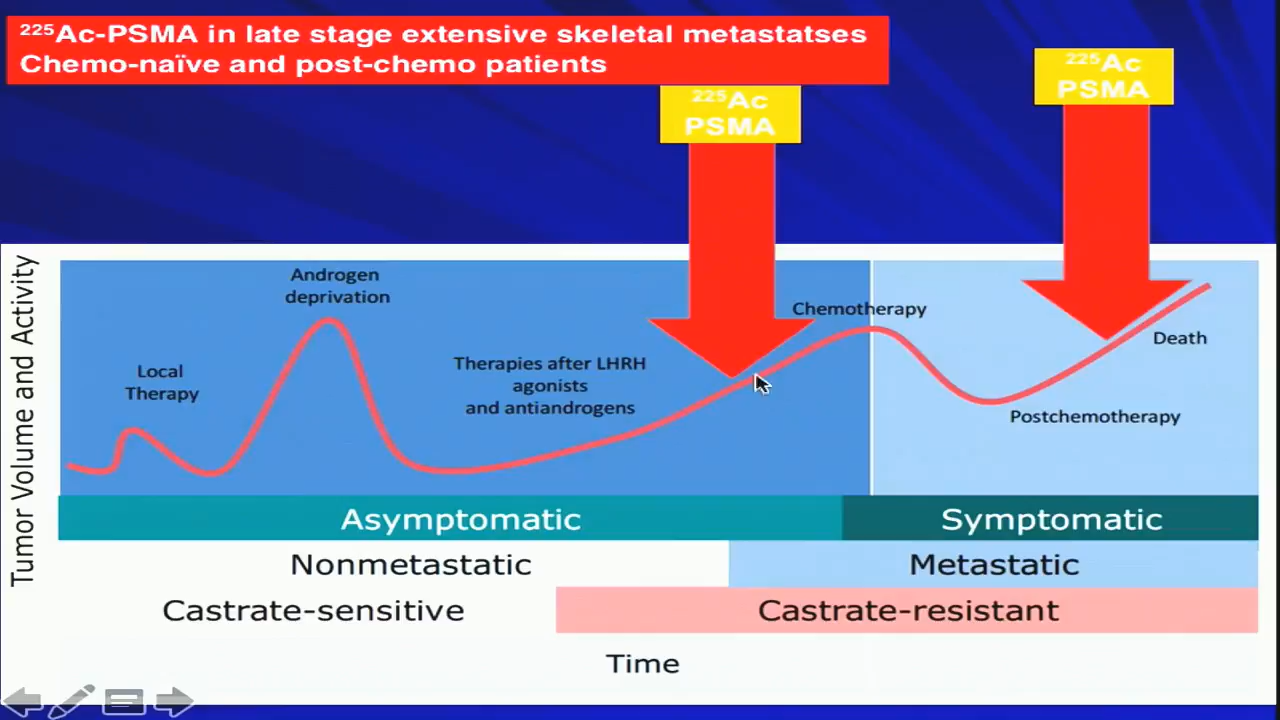 ²²⁵Ac-PSMA in late stage extensive skeletal metastatses
Chemo-naïve and post-chemo patients
²²⁵Ac
PSMA
²²⁵Ac
PSMA
Tumor Volume and Activity
Local
Therapy
Androgen
deprivation
Therapies after LHRH
agonists
and antiandrogens
Chemotherapy
Death
Postchemotherapy
Asymptomatic
Symptomatic
Nonmetastatic
Metastatic
Castrate-sensitive
Castrate-resistant
Time